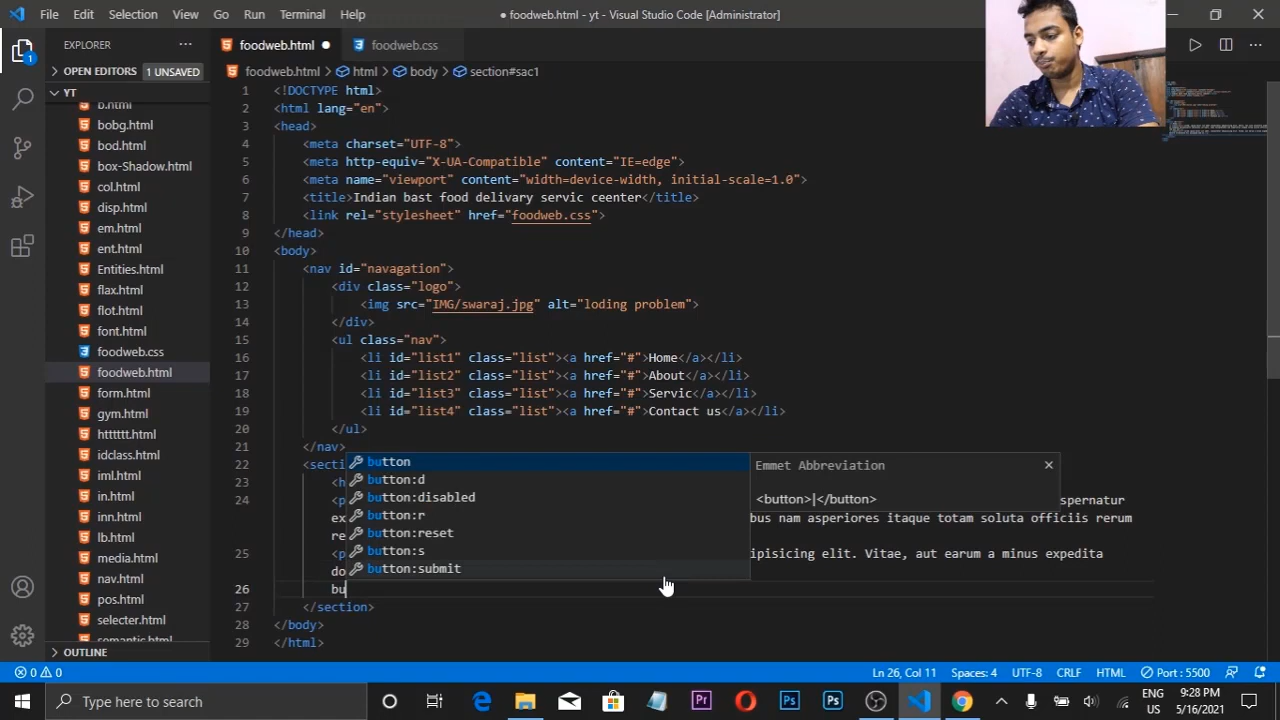 File Edit Selection View Go Run Terminal Help
● foodweb.html - yt - Visual Studio Code [Administrator]
EXPLORER
foodweb.html ●
foodweb.css
1
OPEN EDITORS 1 UNSAVED
foodweb.html > html > body > section#sac1
YT
b.html
bobg.html
bod.html
box-Shadow.html
col.html
disp.html
em.html
ent.html
Entities.html
flax.html
flot.html
font.html
foodweb.css
foodweb.html
form.html
gym.html
htttttt.html
idclass.html
iml.html
in.html
inn.html
lb.html
media.html
nav.html
pos.html
selecter.html
semantic.html
OUTLINE
1 <!DOCTYPE html>
2 <html lang="en">
3 <head>
4 <meta charset="UTF-8">
5 <meta http-equiv="X-UA-Compatible" content="IE=edge">
6 <meta name="viewport" content="width=device-width, initial-scale=1.0">
7 <title>Indian bast food delivary servic ceenter</title>
8 <link rel="stylesheet" href="foodweb.css">
9 </head>
10 <body>
11 <nav id="navagation">
12 <div class="logo">
13 <img src="IMG/swaraj.jpg" alt="loding problem">
14 </div>
15 <ul class="nav">
16 <li id="list1" class="list"><a href="#">Home</a></li>
17 <li id="list2" class="list"><a href="#">About</a></li>
18 <li id="list3" class="list"><a href="#">Servic</a></li>
19 <li id="list4" class="list"><a href="#">Contact us</a></li>
20 </ul>
21 </nav>
22 <secti
23 <h
24 <p spernatur
ex bus nam asperiores itaque totam soluta officiis rerum
re
25 <p ipisicing elit. Vitae, aut earum a minus expedita
do
26 bu
27 </section>
28 </body>
29 </html>
button
button:d
button:disabled
button:r
button:reset
button:s
button:submit
Emmet Abbreviation
<button>|</button>
0 0
Ln 26, Col 11 Spaces: 4 UTF-8 CRLF HTML Port : 5500
Type here to search
Pr
Ps
Ps
ENG
US
9:28 PM
5/16/2021